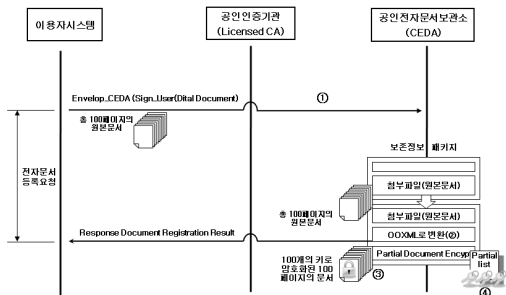 이용자시스템
공인인증기관
(Licensed CA)
공인전자문서보관소
(CEDA)
Envelop_CEDA (Sign_User(Dital Document)
①
총 100페이지의
원본문서
전자문서
등록요청
보존정보 패키지
첨부파일(원본문서)
총 100페이지의
원본문서
첨부파일(원본문서)
Response Document Registration Result
OOXML로변환(②)
Partial Document Encyp
Partial
list
100개의 키로
암호화된 100
페이지의 문서
③
④